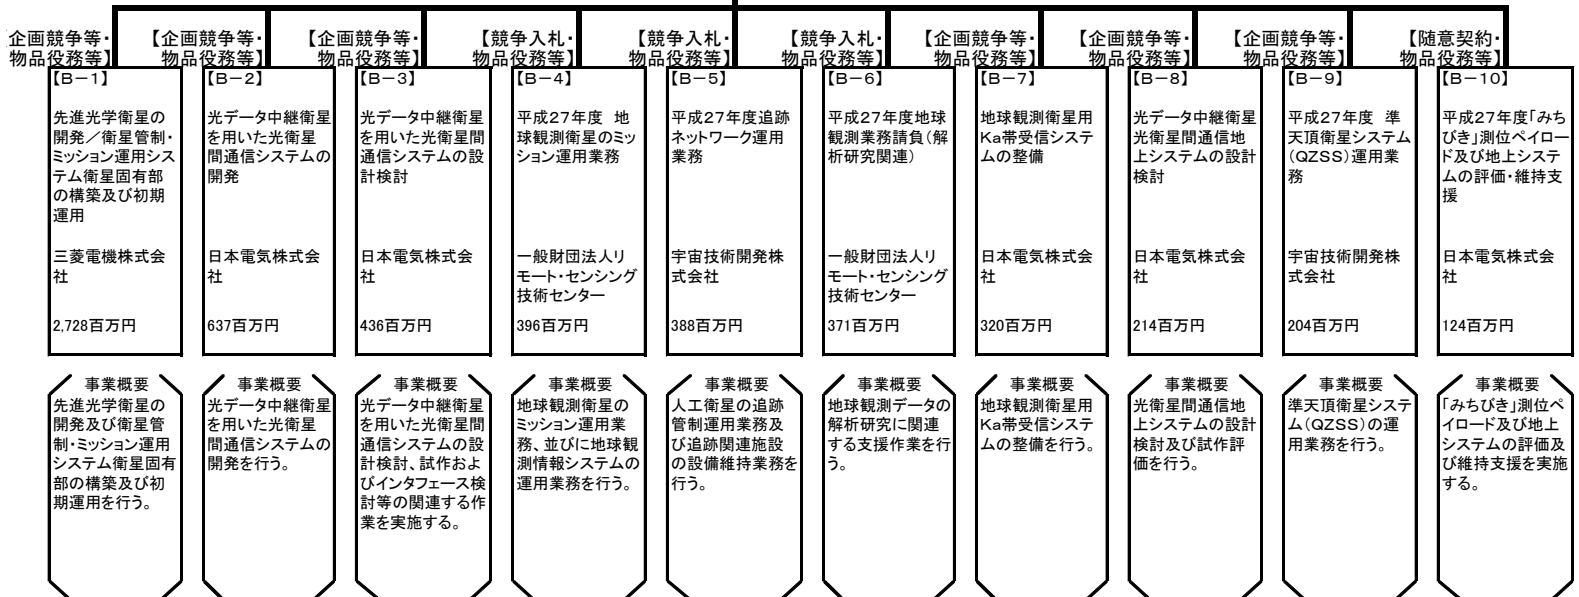 企画競争等・
物品役務等】
【B－1】
先進光学衛星の
開発／衛星管制・
ミッション運用シス
テム衛星固有部
の構築及び初期
運用
三菱電機株式会
社
2,728百万円
事業概要
先進光学衛星の
開発及び衛星管
制・ミッション運用
システム衛星固有
部の構築及び初
期運用を行う。
【企画競争等・
物品役務等】
【B－2】
光データ中継衛星
を用いた光衛星
間通信システムの
開発
日本電気株式会
社
637百万円
事業概要
光データ中継衛星
を用いた光衛星
間通信システムの
開発を行う。
【企画競争等・
物品役務等】
【B－3】
光データ中継衛星
を用いた光衛星間
通信システムの設
計検討
日本電気株式会
社
436百万円
事業概要
光データ中継衛星
を用いた光衛星間
通信システムの設
計検討、試作およ
びインタフェース検
討等の関連する作
業を実施する。
【競争入札・
物品役務等】
【B－4】
平成27年度　地
球観測衛星のミッ
ション運用業務
一般財団法人リ
モート・センシング
技術センター
396百万円
事業概要
地球観測衛星の
ミッション運用業
務、並びに地球観
測情報システムの
運用業務を行う。
【競争入札・
物品役務等】
【B－5】
平成27年度追跡
ネットワーク運用
業務
宇宙技術開発株
式会社
388百万円
事業概要
人工衛星の追跡
管制運用業務及
び追跡関連施設
の設備維持業務を
行う。
【競争入札・
物品役務等】
【B－6】
平成27年度地球
観測業務請負（解
析研究関連）
一般財団法人リ
モート・センシング
技術センター
371百万円
事業概要
地球観測データの
解析研究に関連
する支援作業を行
う。
【企画競争等・
物品役務等】
【B－7】
地球観測衛星用
Ka帯受信システ
ムの整備
日本電気株式会
社
320百万円
事業概要
地球観測衛星用
Ka帯受信システ
ムの整備を行う。
【企画競争等・
物品役務等】
【B－8】
光データ中継衛星
光衛星間通信地
上システムの設計
検討
日本電気株式会
社
214百万円
事業概要
光衛星間通信地
上システムの設計
検討及び試作評
価を行う。
【企画競争等・
物品役務等】
【B－9】
平成27年度　準
天頂衛星システム
（QZSS）運用業
務
宇宙技術開発株
式会社
204百万円
事業概要
準天頂衛星システ
ム（QZSS）の運
用業務を行う。
【随意契約・
物品役務等】
【B－10】
平成27年度「みち
びき」測位ペイロー
ド及び地上システ
ムの評価・維持支
援
日本電気株式会
社
124百万円
事業概要
「みちびき」測位ペ
イロード及び地上
システムの評価及
び維持支援を実施
する。